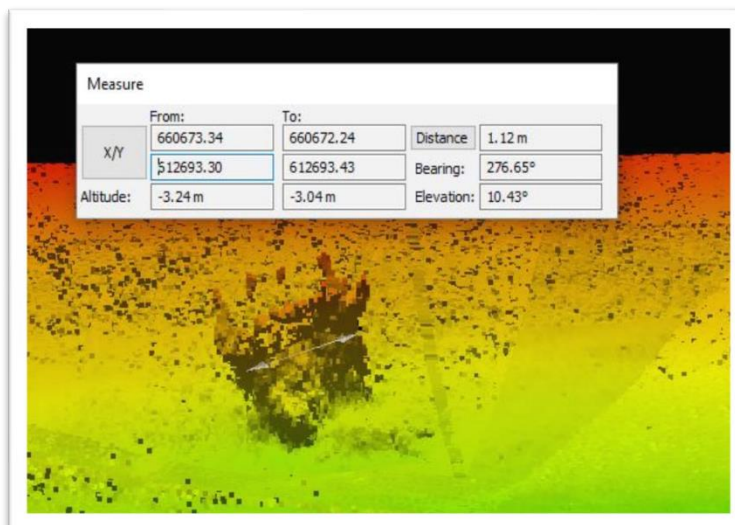 Measure
From: To:
X/Y 660673.34 660672.24 Distance 1.12 m
612693.30 612693.43 Bearing: 276.65°
Altitude: -3.24 m -3.04 m Elevation: 10.43°